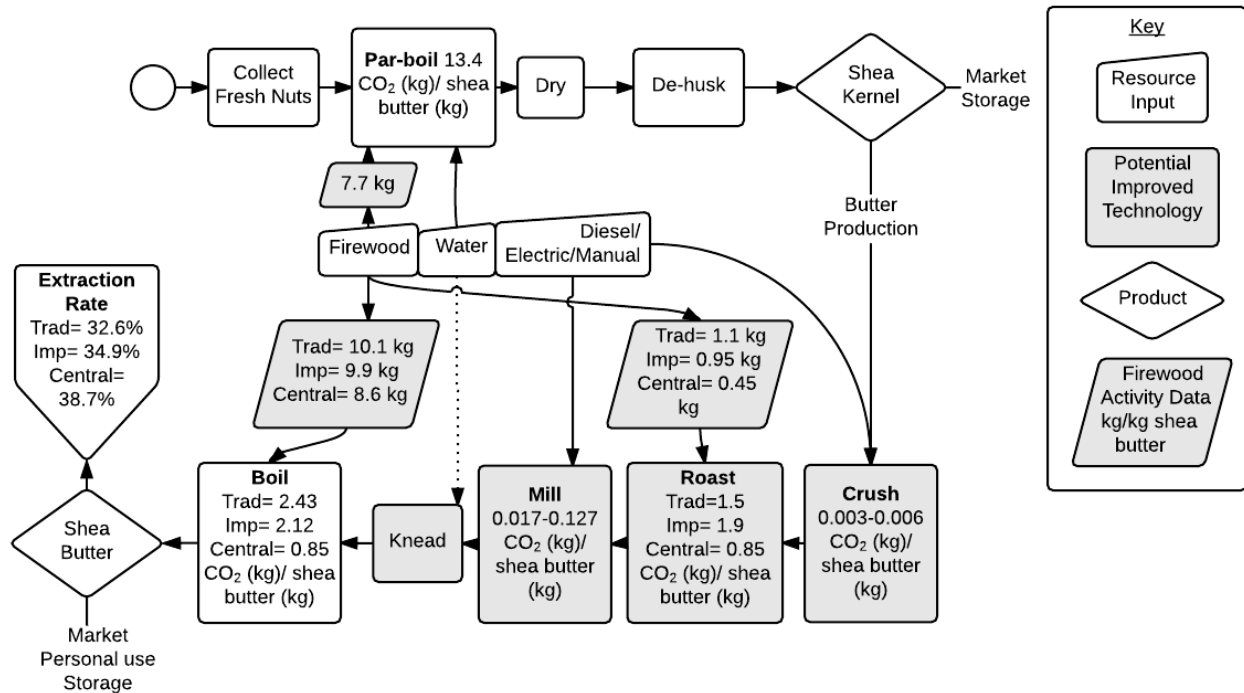 Collect
Fresh Nuts
Par-boil 13.4
CO₂ (kg)/ shea
butter (kg)
Dry
De-husk
Shea
Kernel
Market
Storage
7.7 kg
Butter
Production
Firewood
Water
Diesel/
Electric/Manual
Extraction
Rate
Trad= 32.6%
Imp= 34.9%
Central=
38.7%
Trad= 10.1 kg
Imp= 9.9 kg
Central= 8.6 kg
Trad= 1.1 kg
Imp= 0.95 kg
Central= 0.45
kg
Shea
Butter
Boil
Trad= 2.43
Imp= 2.12
Central= 0.85
CO₂ (kg)/ shea
butter (kg)
Knead
Mill
0.017-0.127
CO₂ (kg)/
shea butter
(kg)
Roast
Trad=1.5
Imp= 1.9
Central= 0.85
CO₂ (kg)/ shea
butter (kg)
Crush
0.003-0.006
CO₂ (kg)/
shea butter
(kg)
Market
Personal use
Storage
Key
Resource
Input
Potential
Improved
Technology
Product
Firewood
Activity Data
kg/kg shea
butter